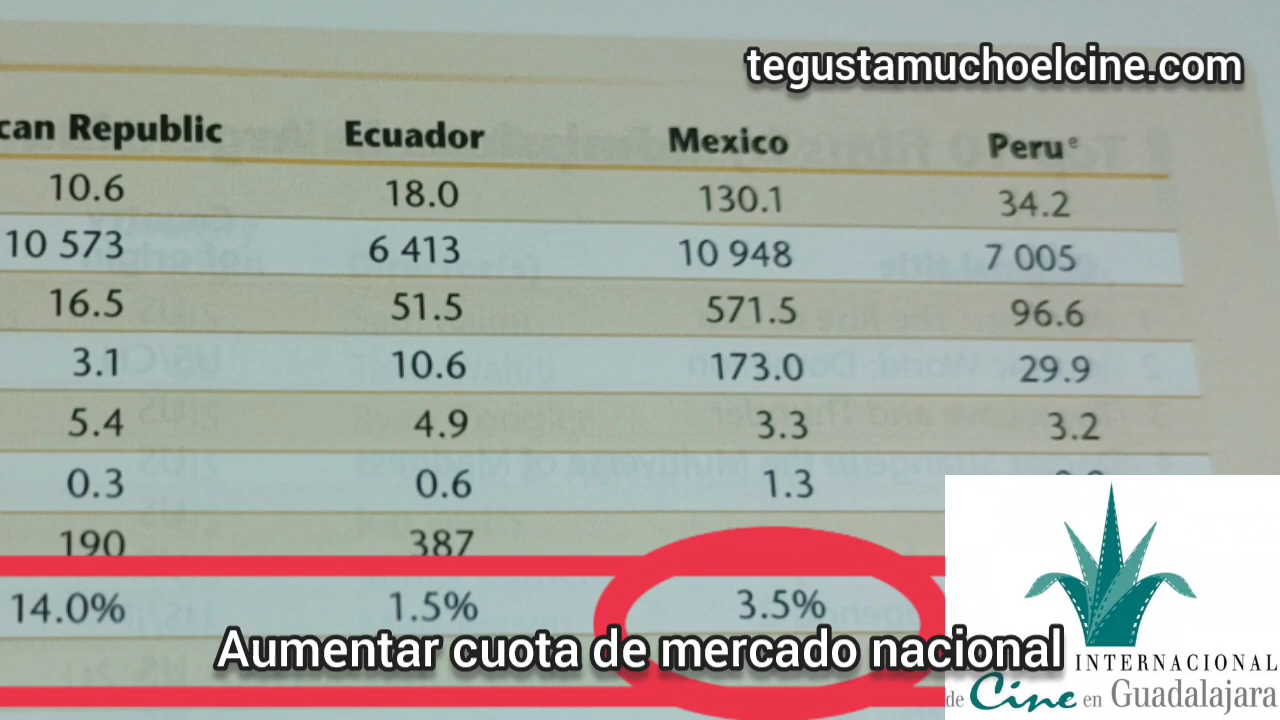 tegustamuchoelcine.com
can Republic Ecuador Mexico Peru e
10.6 18.0 130.1 34.2
10 573 6 413 10 948 7 005
16.5 51.5 571.5 96.6
3.1 10.6 173.0 29.9
5.4 4.9 3.3 3.2
0.3 0.6 1.3
190 387
14.0% 1.5% 3.5%
Aumentar cuota de mercado nacional
INTERNACIONAL
de Cine en Guadalajara